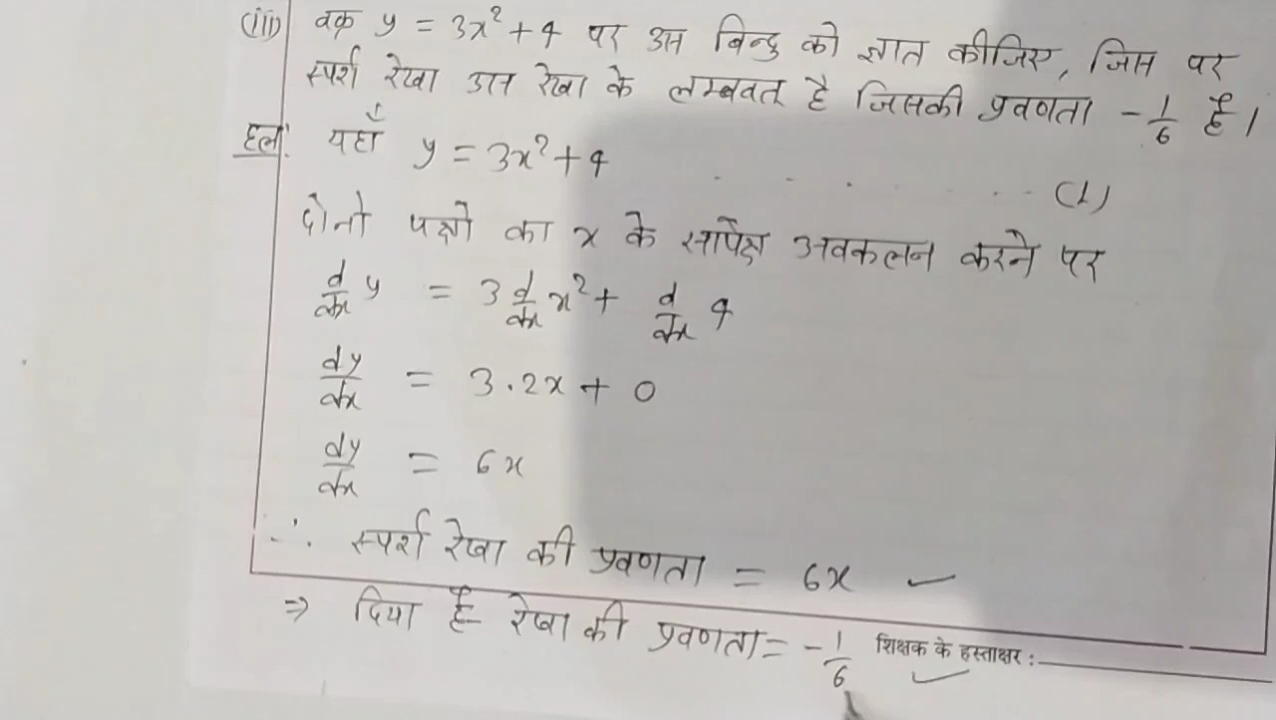 (iii) वक्र y = 3x² + 4 पर उस बिन्दु को ज्ञात कीजिए, जिस पर
स्पर्श रेखा उस रेखा के लम्बवत् है जिसकी प्रवणता -1/6 है।
हल: यहाँ y = 3x² + 4 . . . . . (1)
दोनो पक्षो का x के सापेक्ष अवकलन करने पर
d/dx y = 3 d/dx x² + d/dx 4
dy/dx = 3.2x + 0
dy/dx = 6x
∴ स्पर्श रेखा की प्रवणता = 6x
⇒ दिया है रेखा की प्रवणता = -1/6
शिक्षक के हस्ताक्षर :